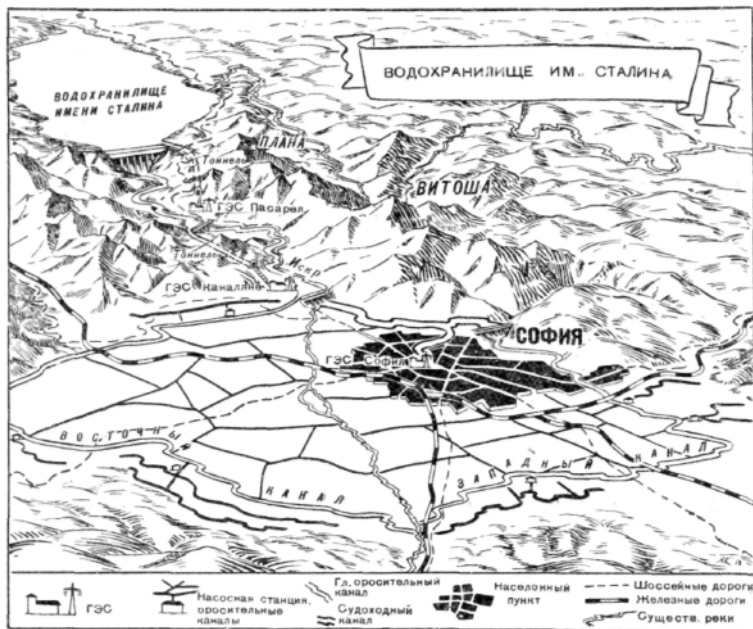 ВОДОХРАНИЛИЩЕ ИМ. СТАЛИНА
ВОДОХРАНИЛИЩЕ
ИМЕНИ СТАЛИНА
ПЛАНА
Тоннель
ВИТОША
ГЭС Пасарел
Тоннель
Искр
ГЭС Каналяне
СОФИЯ
ГЭС София
ВОСТОЧНЫЙ
КАНАЛ
ЗАПАДНЫЙ
КАНАЛ
ГЭС
Насосная станция,
оросительные
каналы
Гл. оросительный
канал
Судоходный
канал
Населенный
пункт
Шоссейные дороги
Железные дороги
Существ. реки